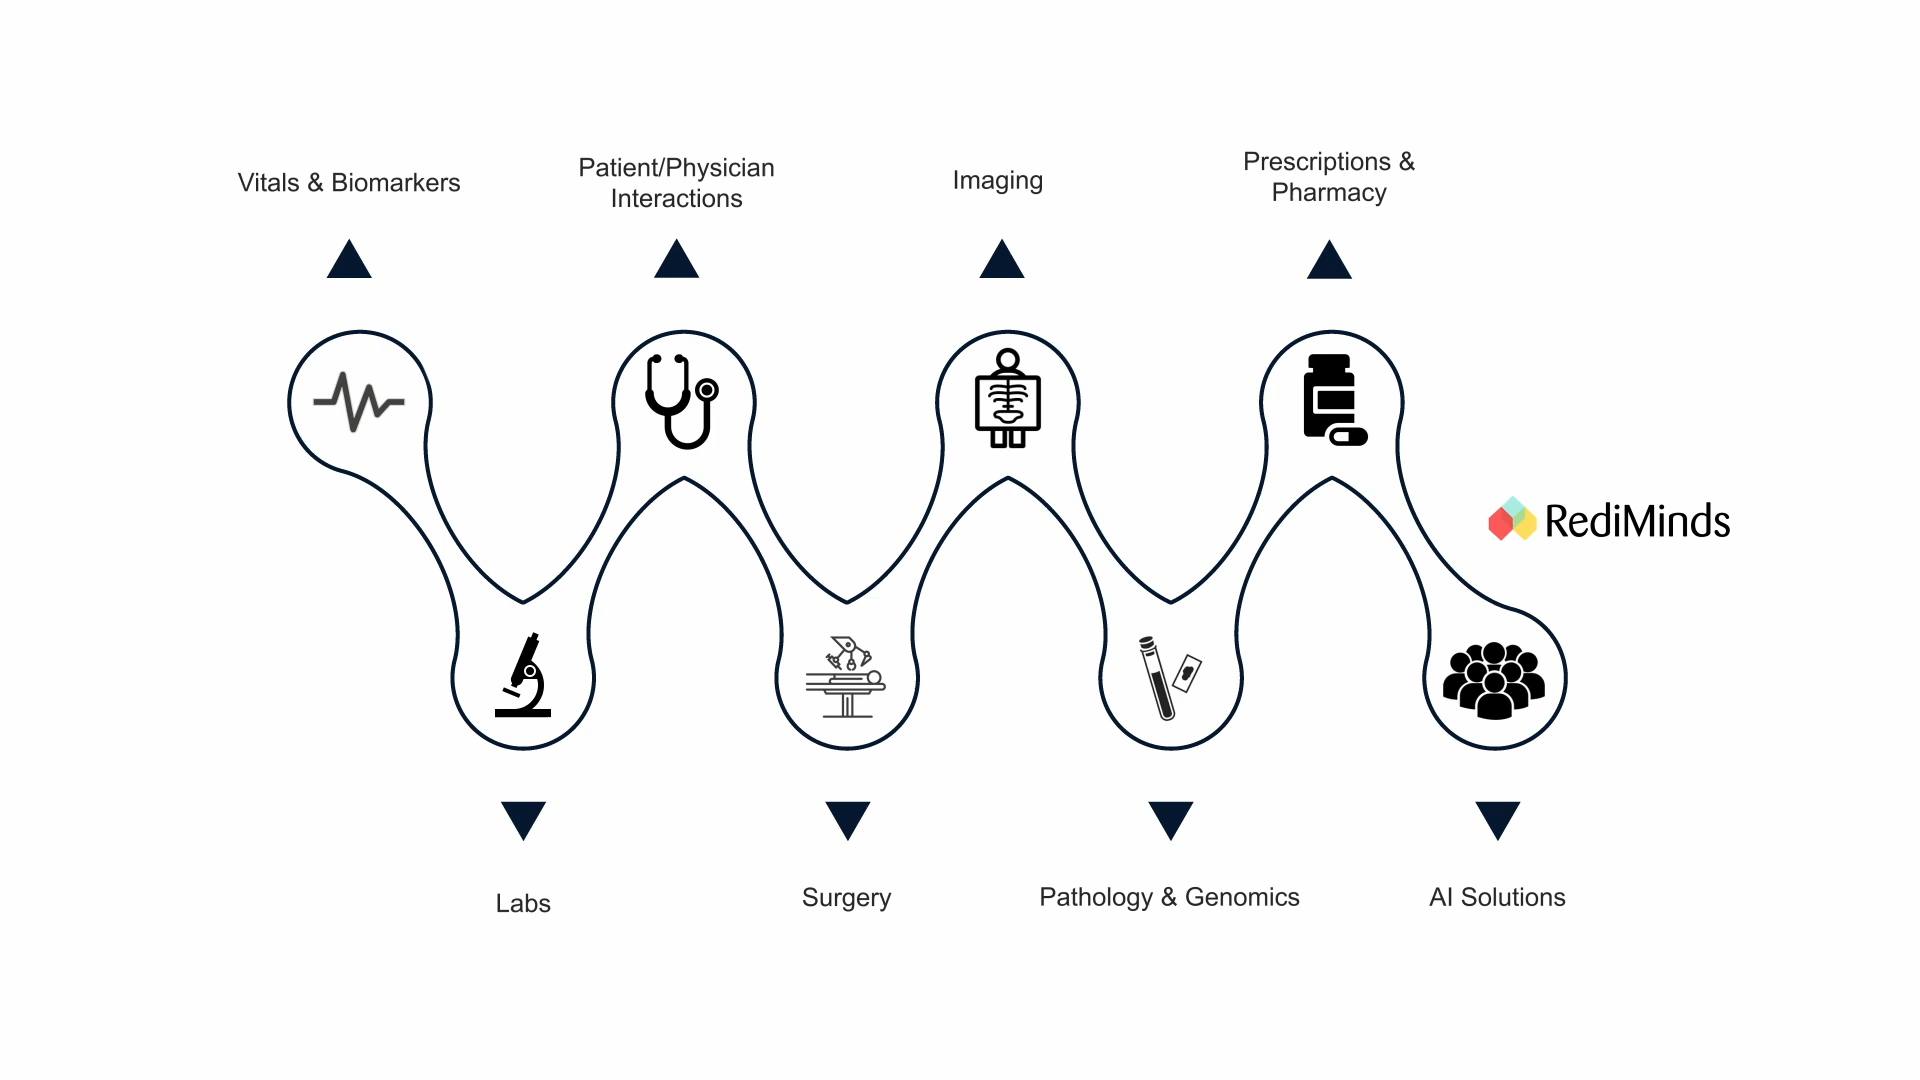 Vitals & Biomarkers
Patient/Physician
Interactions
Imaging
Prescriptions &
Pharmacy
RediMinds
Labs
Surgery
Pathology & Genomics
AI Solutions